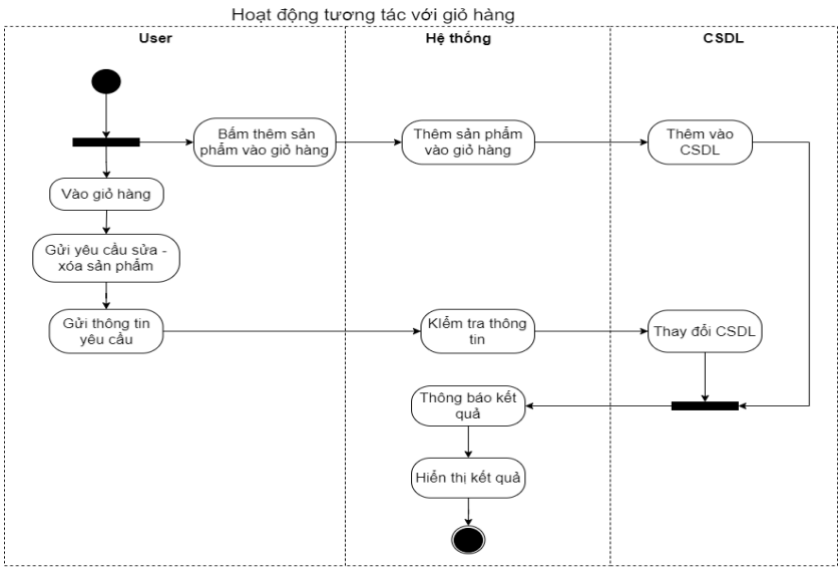 Hoạt động tương tác với giỏ hàng
User
Hệ thống
CSDL
Bấm thêm sản
phẩm vào giỏ hàng
Thêm sản phẩm
vào giỏ hàng
Thêm vào
CSDL
Vào giỏ hàng
Gửi yêu cầu sửa -
xóa sản phẩm
Gửi thông tin
yêu cầu
KIểm tra thông
tin
Thay đổi CSDL
Thông báo kết
quả
Hiển thị kết quả